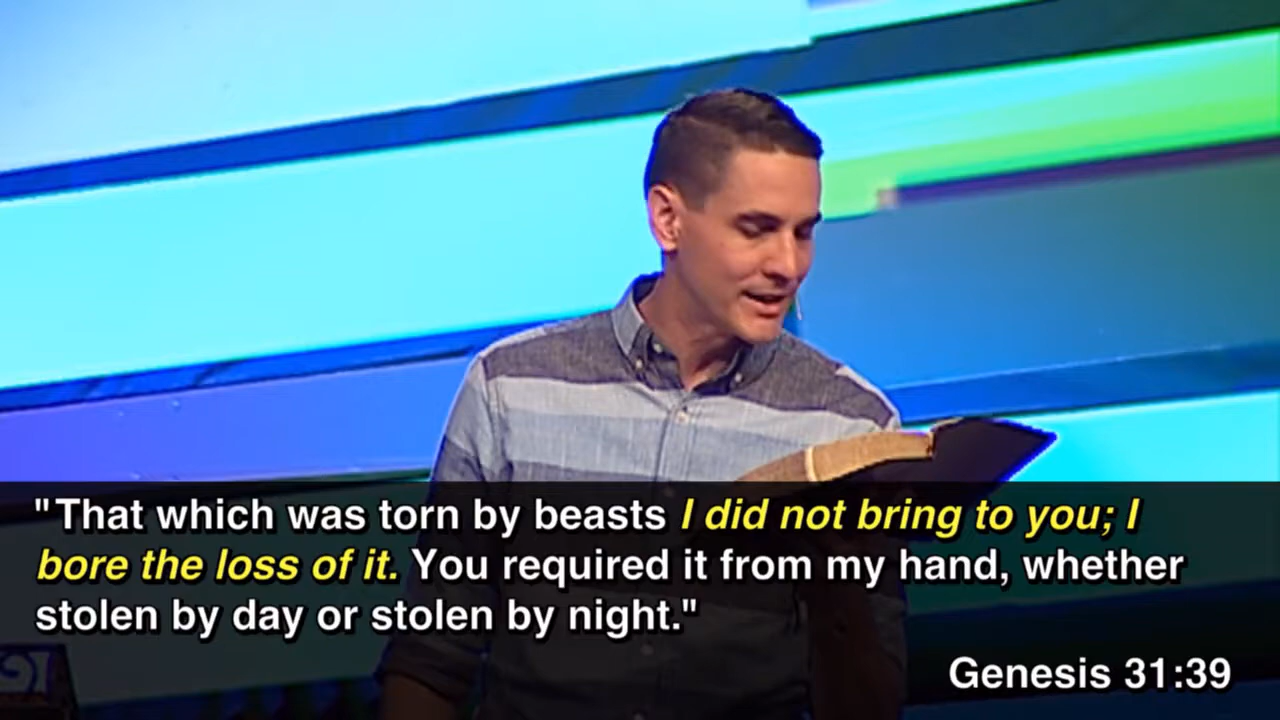 "That which was torn by beasts I did not bring to you; I
bore the loss of it. You required it from my hand, whether
stolen by day or stolen by night."
Genesis 31:39